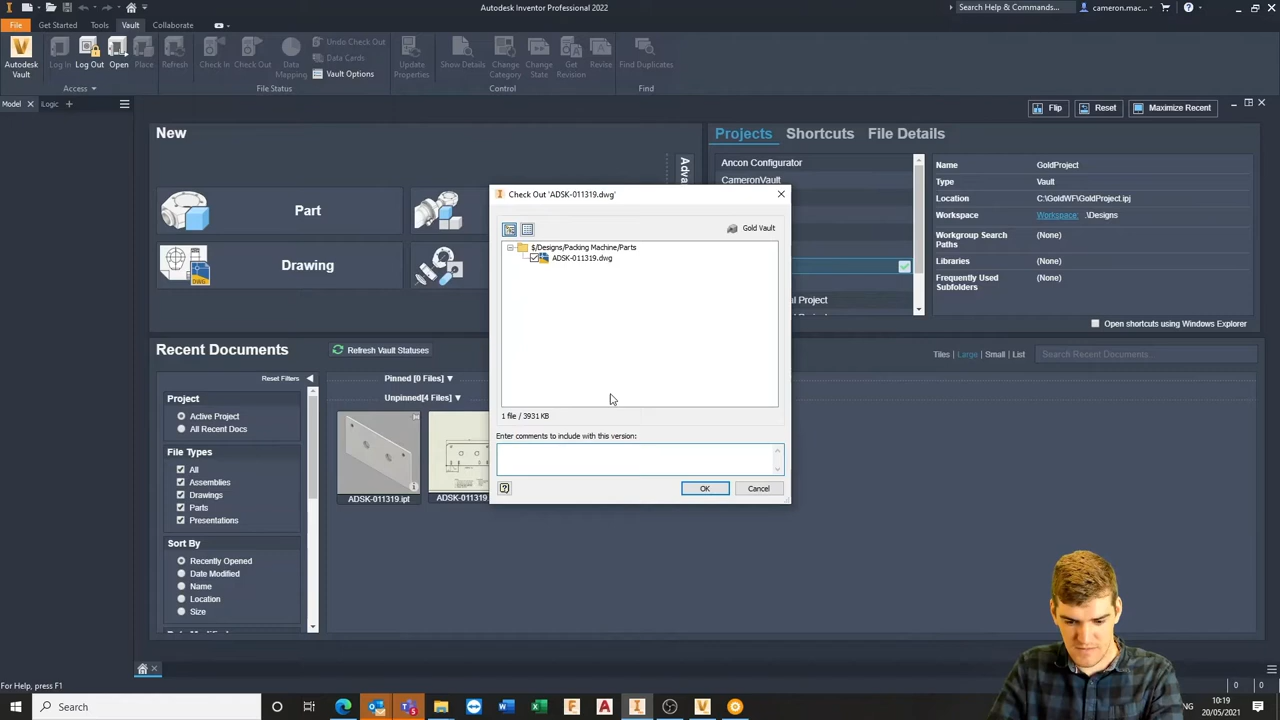 Autodesk Inventor Professional 2022
Search Help & Commands...
cameron.mac...
File
Get Started
Tools
Vault
Collaborate
Autodesk Vault
Log In
Log Out
Open
Place
Refresh
Check In
Check Out
Data Mapping
Undo Check Out
Data Cards
Vault Options
Update Properties
Show Details
Change Category
Change State
Get Revision
Revise
Find Duplicates
Access
File Status
Control
Find
Model
Logic
Flip
Reset
Maximize Recent
New
Part
Drawing
DWG
Projects
Shortcuts
File Details
Ancon Configurator
CameronVault
Name
GoldProject
Type
Vault
Location
C:\GoldWF\GoldProject.ipj
Workspace
Workspace:
.\Designs
Workgroup Search Paths
(None)
Libraries
(None)
Frequently Used Subfolders
(None)
Open shortcuts using Windows Explorer
Check Out 'ADSK-011319.dwg'
Gold Vault
$/Designs/Packing Machine/Parts
ADSK-011319.dwg
1 file / 3931 KB
Enter comments to include with this version:
OK
Cancel
Recent Documents
Refresh Vault Statuses
Tiles
Large
Small
List
Search Recent Documents...
Reset Filters
Pinned [0 Files]
Unpinned[4 Files]
Project
Active Project
All Recent Docs
File Types
All
Assemblies
Drawings
Parts
Presentations
Sort By
Recently Opened
Date Modified
Name
Location
Size
ADSK-011319.ipt
ADSK-011319
For Help, press F1
0
0
Search
NG
10:19
20/05/2021